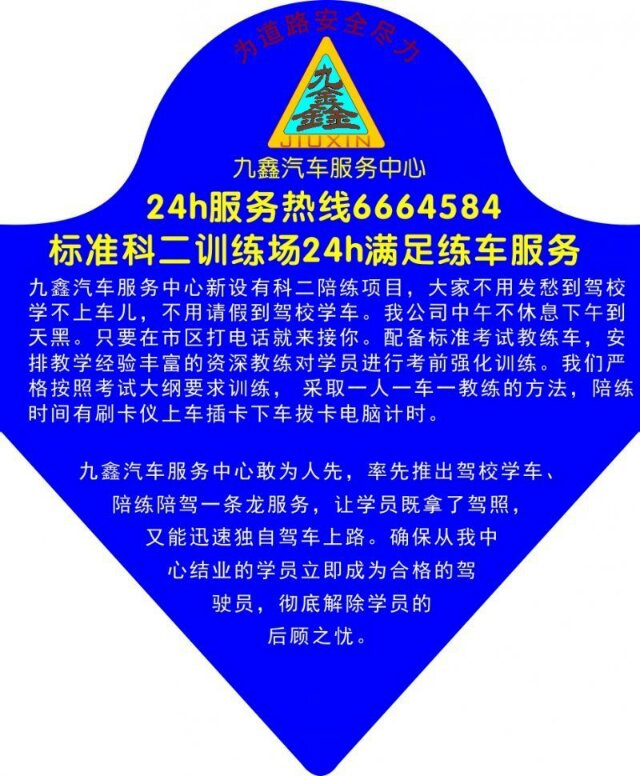 为道路安全尽力
九鑫
JIUXIN
九鑫汽车服务中心
24h服务热线6664584
标准科二训练场24h满足练车服务
九鑫汽车服务中心新设有科二陪练项目，大家不用发愁到驾校
学不上车儿，不用请假到驾校学车。我公司中午不休息下午到
天黑。只要在市区打电话就来接你。配备标准考试教练车，安
排教学经验丰富的资深教练对学员进行考前强化训练。我们严
格按照考试大纲要求训练， 采取一人一车一教练的方法，陪练
时间有刷卡仪上车插卡下车拔卡电脑计时。
九鑫汽车服务中心敢为人先，率先推出驾校学车、
陪练陪驾一条龙服务，让学员既拿了驾照，
又能迅速独自驾车上路。确保从我中
心结业的学员立即成为合格的驾
驶员，彻底解除学员的
后顾之忧。